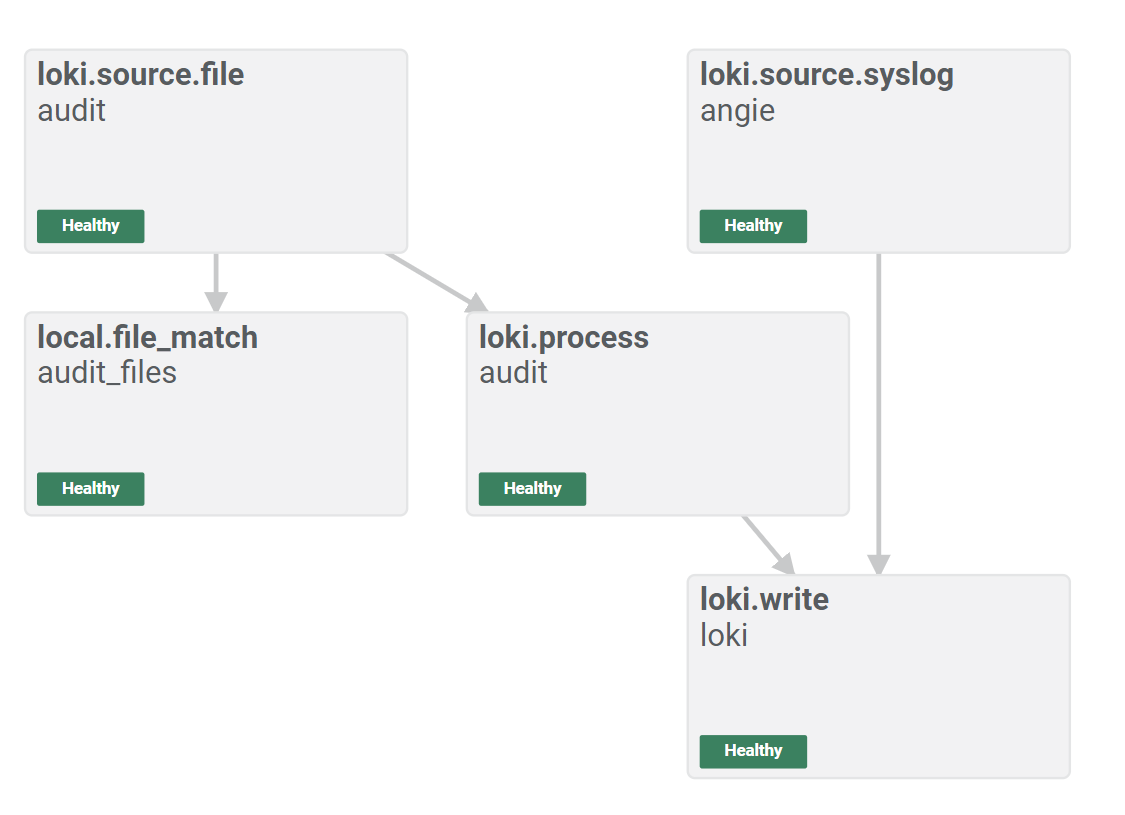 loki.source.file
audit
Healthy
loki.source.syslog
angie
Healthy
local.file_match
audit_files
Healthy
loki.process
audit
Healthy
loki.write
loki
Healthy